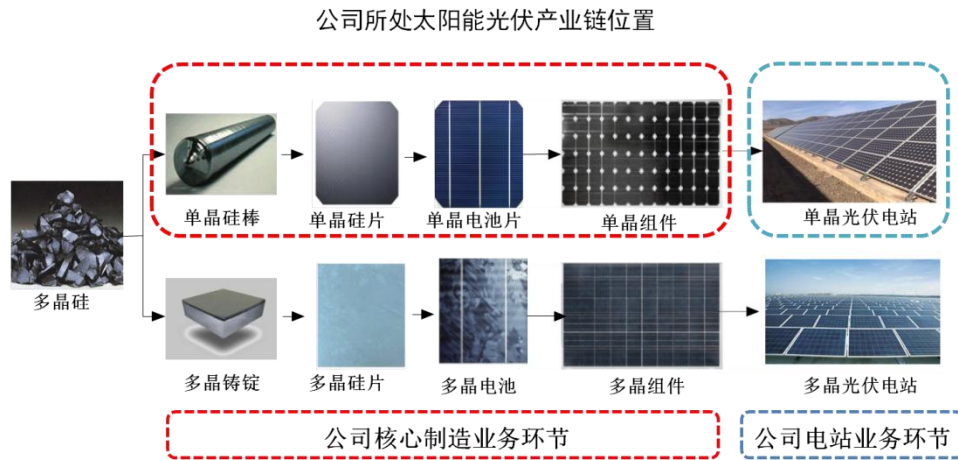 公司所处太阳能光伏产业链位置
单晶硅棒
单晶硅片
单晶电池片
单晶组件
单晶光伏电站
多晶硅
多晶铸锭
多晶硅片
多晶电池
多晶组件
多晶光伏电站
公司核心制造业务环节
公司电站业务环节